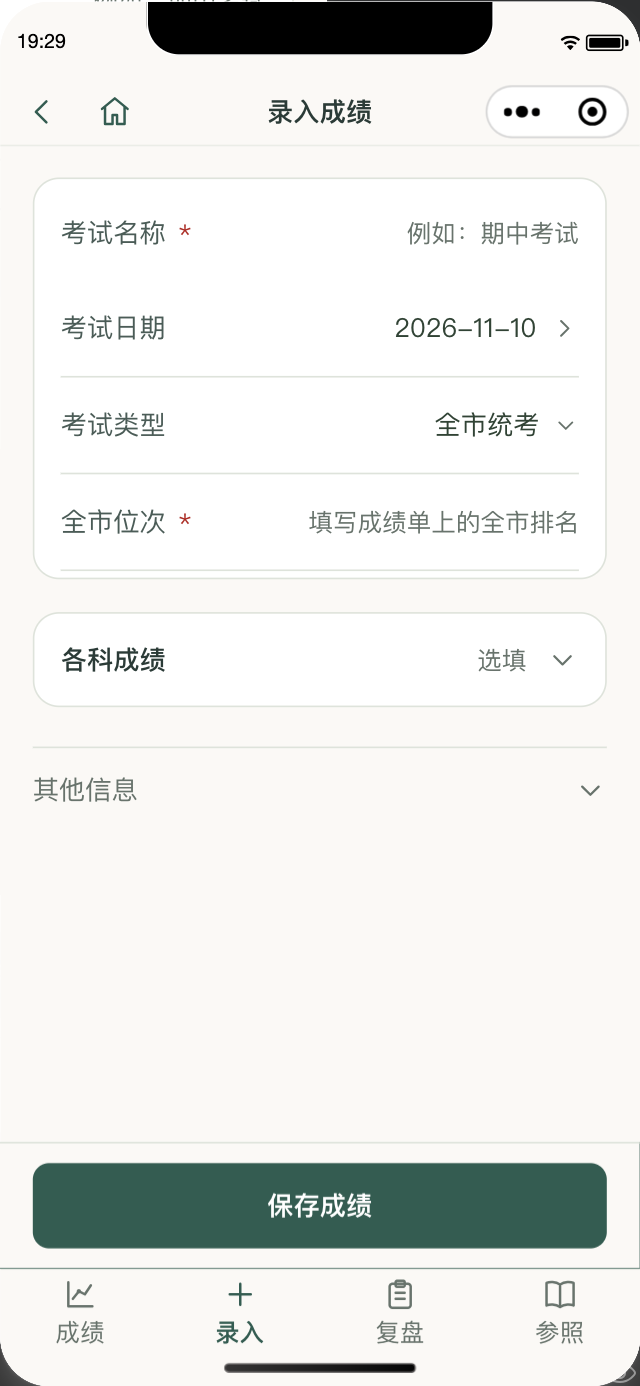 19:29
录入成绩
考试名称 * 例如：期中考试
考试日期 2026-11-10
考试类型 全市统考
全市位次 * 填写成绩单上的全市排名
各科成绩 选填
其他信息
保存成绩
成绩 录入 复盘 参照